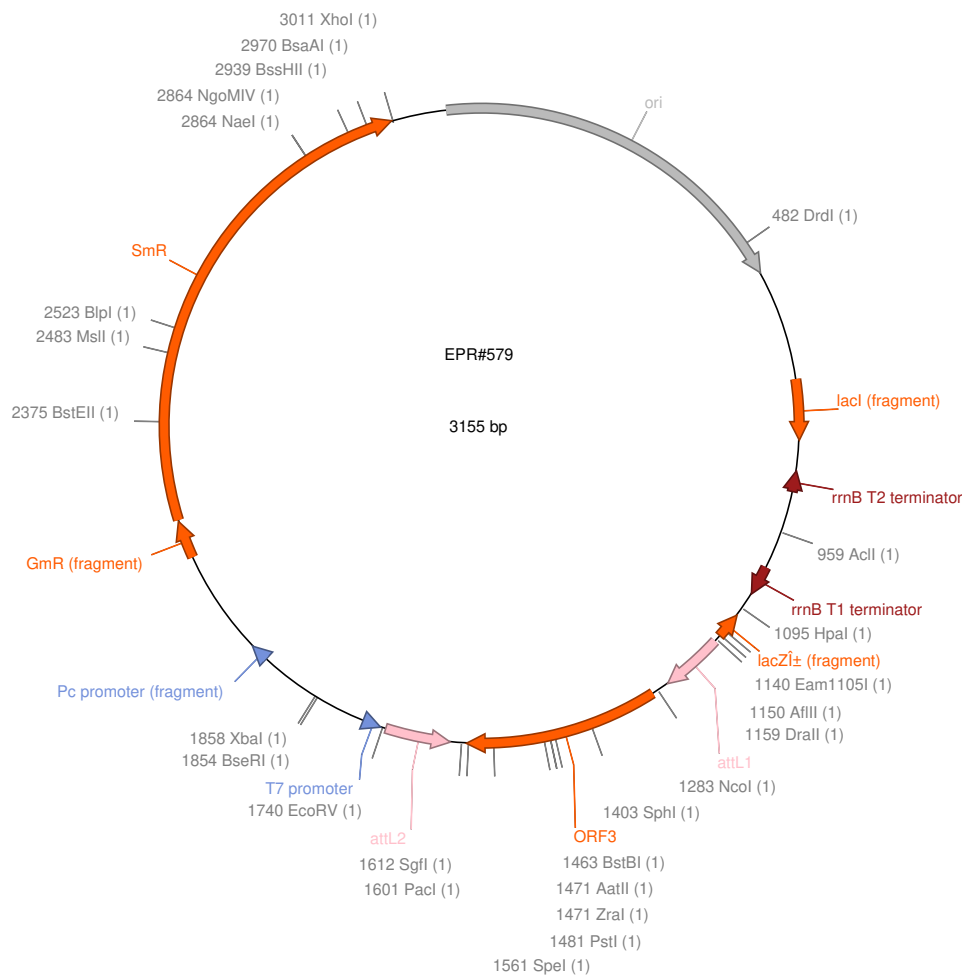 3011 XhoI (1)
2970 BsaAI (1)
2939 BssHII (1)
2864 NgoMIV (1)
2864 NaeI (1)
ori
482 DrdI (1)
SmR
2523 BlpI (1)
2483 MslI (1)
EPR#579
lacI (fragment)
2375 BstEII (1)
3155 bp
rrnB T2 terminator
959 AclI (1)
GmR (fragment)
rrnB T1 terminator
1095 HpaI (1)
lacZÎ± (fragment)
1140 Eam1105I (1)
Pc promoter (fragment)
1150 AflII (1)
1159 DraII (1)
1858 XbaI (1)
1854 BseRI (1)
attL1
T7 promoter
1283 NcoI (1)
1740 EcoRV (1)
1403 SphI (1)
attL2
ORF3
1612 SgfI (1)
1463 BstBI (1)
1601 PacI (1)
1471 AatII (1)
1471 ZraI (1)
1481 PstI (1)
1561 SpeI (1)